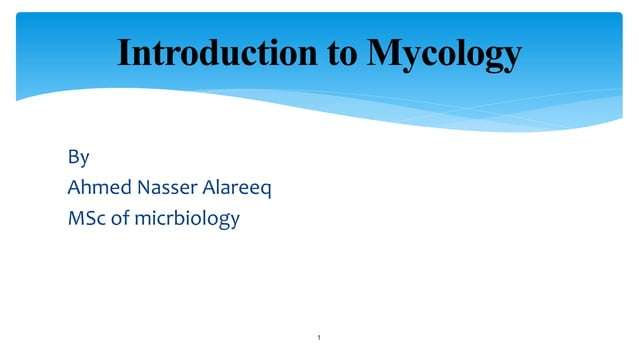 Introduction to Mycology
By
Ahmed Nasser Alareeq
MSc of micrbiology
1